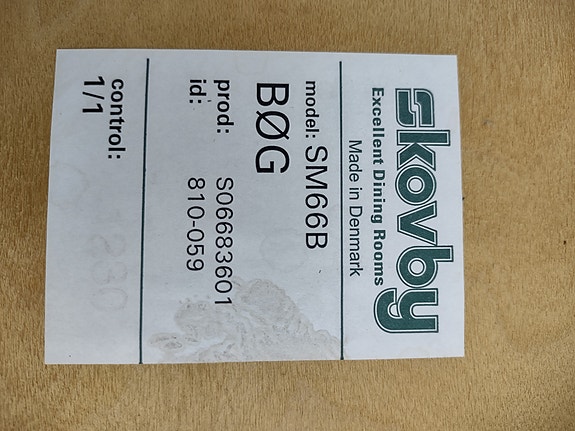 skovby
Excellent Dining Rooms
Made in Denmark
model: SM66B
BØG
prod: S06683601
id: 810-059
control:
1/1